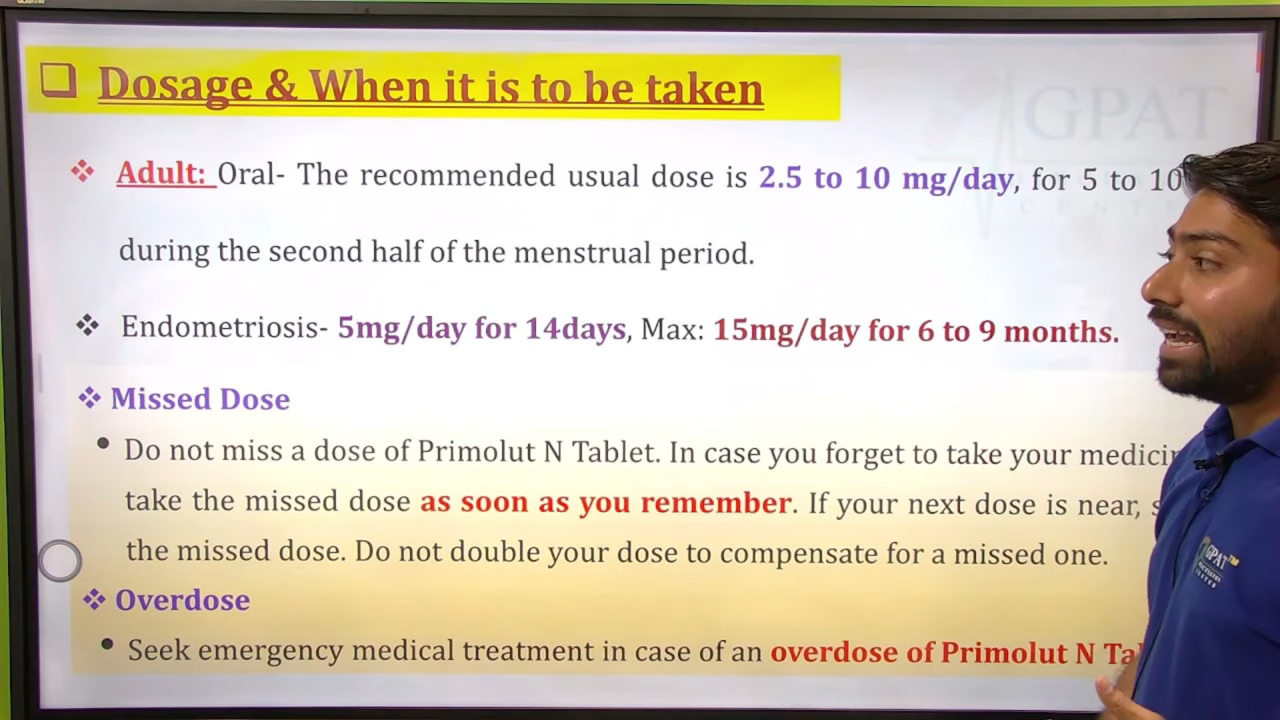 Dosage & When it is to be taken
GPAT
Adult: Oral- The recommended usual dose is 2.5 to 10 mg/day, for 5 to 10
during the second half of the menstrual period.
Endometriosis- 5mg/day for 14days, Max: 15mg/day for 6 to 9 months.
Missed Dose
Do not miss a dose of Primolut N Tablet. In case you forget to take your
take the missed dose as soon as you remember. If your next dose is near,
the missed dose. Do not double your dose to compensate for a missed one.
GPAT™
Overdose
Seek emergency medical treatment in case of an overdose of Primolut N